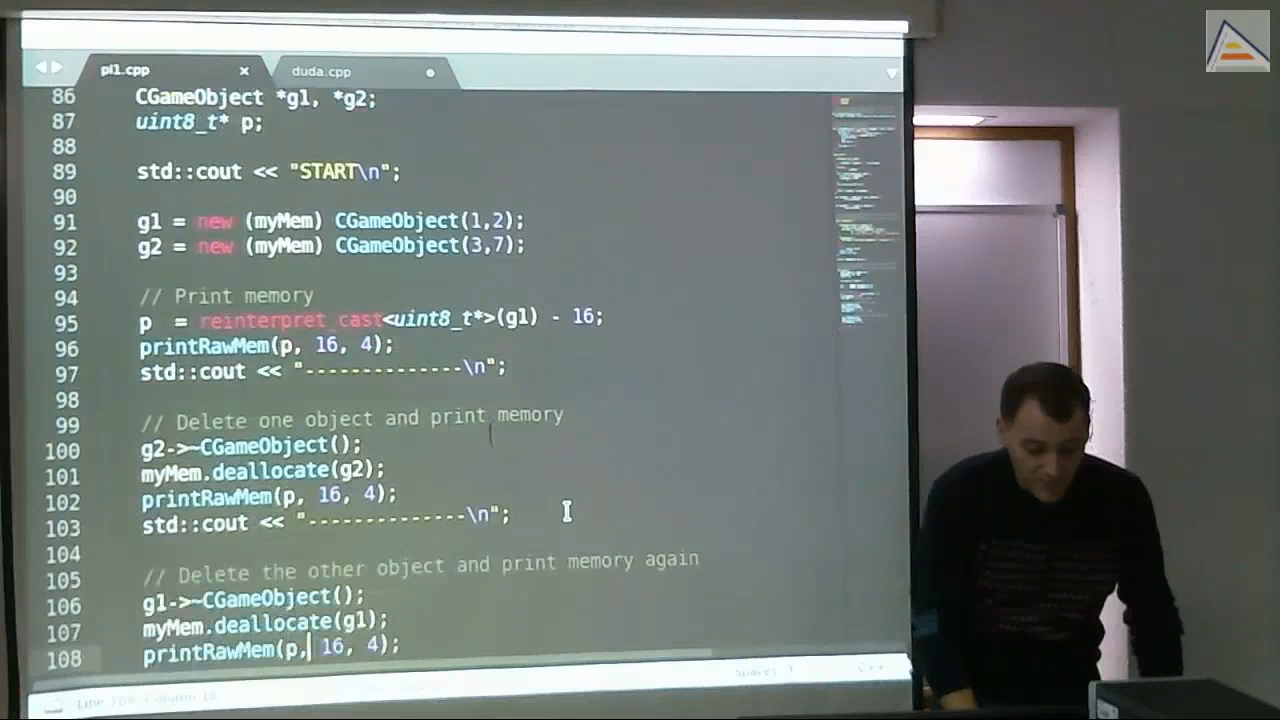 pl1.cpp x duda.cpp
86 CGameObject *g1, *g2;
87 uint8_t* p;
88
89 std::cout << "START\n";
90
91 g1 = new (myMem) CGameObject(1,2);
92 g2 = new (myMem) CGameObject(3,7);
93
94 // Print memory
95 p = reinterpret_cast<uint8_t*>(g1) - 16;
96 printRawMem(p, 16, 4);
97 std::cout << "--------------\n";
98
99 // Delete one object and print memory
100 g2->~CGameObject();
101 myMem.deallocate(g2);
102 printRawMem(p, 16, 4);
103 std::cout << "--------------\n";
104
105 // Delete the other object and print memory again
106 g1->~CGameObject();
107 myMem.deallocate(g1);
108 printRawMem(p, 16, 4);
C++